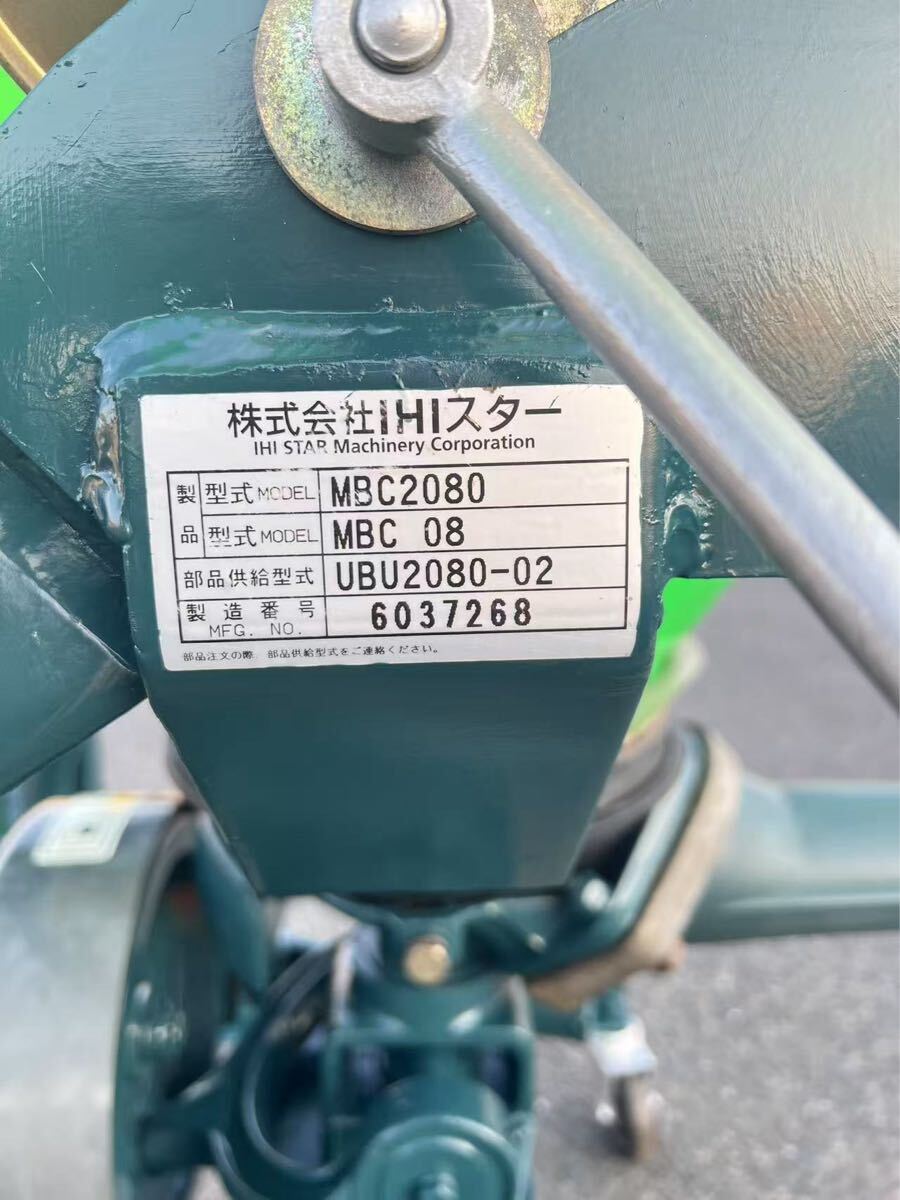 株式会社IHIスター
IHI STAR Machinery Corporation
製 型式 MODEL MBC2080
品 型式 MODEL MBC 08
部品供給型式 UBU2080-02
製造番号 MFG. NO. 6037268
部品注文の際 部品供給型式をご連絡ください。